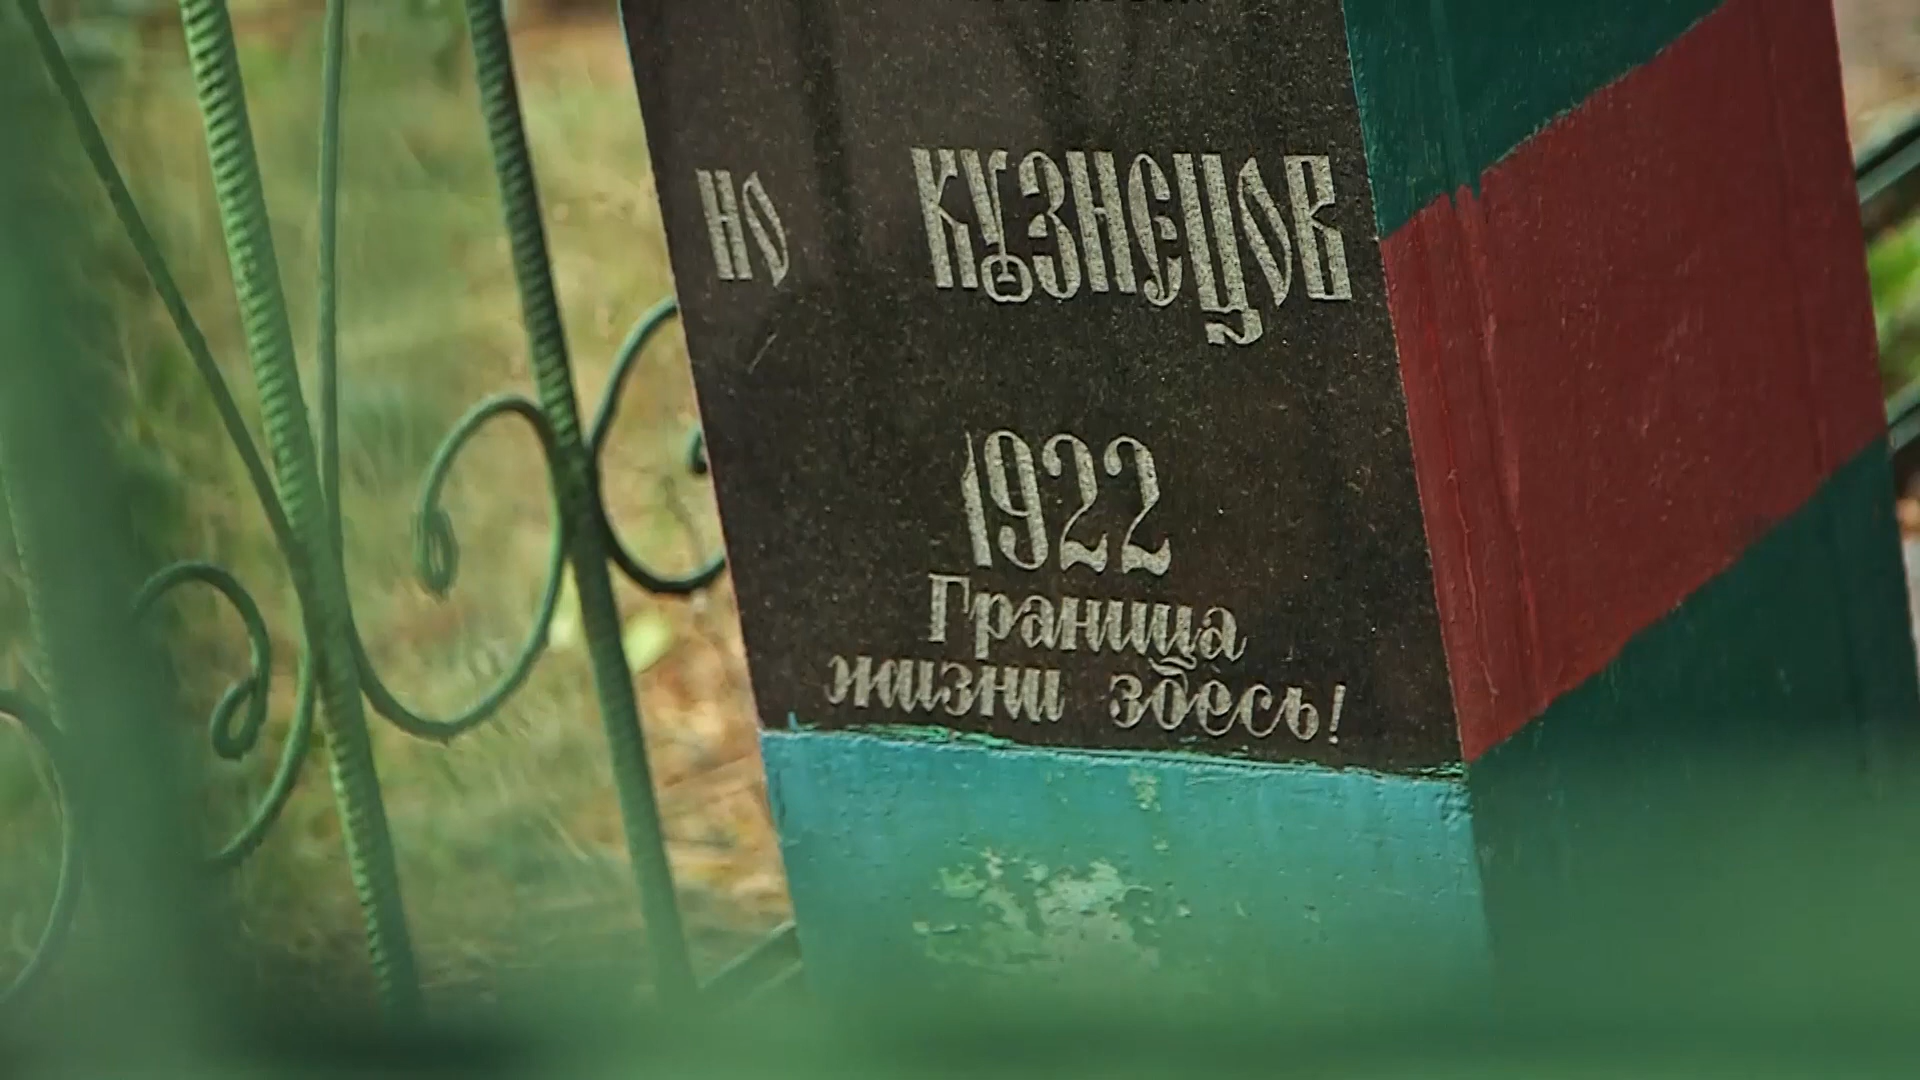 но Кузнецов
1922
Граница
жизни здесь!